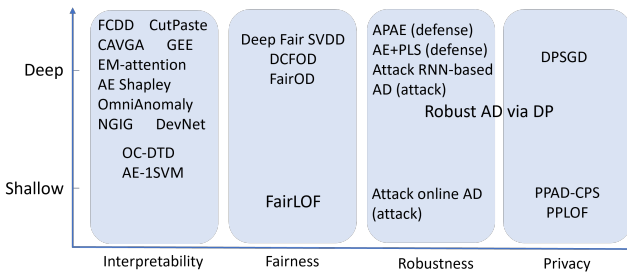 Deep
Shallow
FCDD CutPaste
CAVGA GEE
EM-attention
AE Shapley
OmniAnomaly
NGIG DevNet
OC-DTD
AE-1SVM
Deep Fair SVDD
DCFOD
FairOD
FairLOF
APAE (defense)
AE+PLS (defense)
Attack RNN-based
AD (attack)
Robust AD via DP
Attack online AD
(attack)
DPSGD
PPAD-CPS
PPLOF
Interpretability
Fairness
Robustness
Privacy